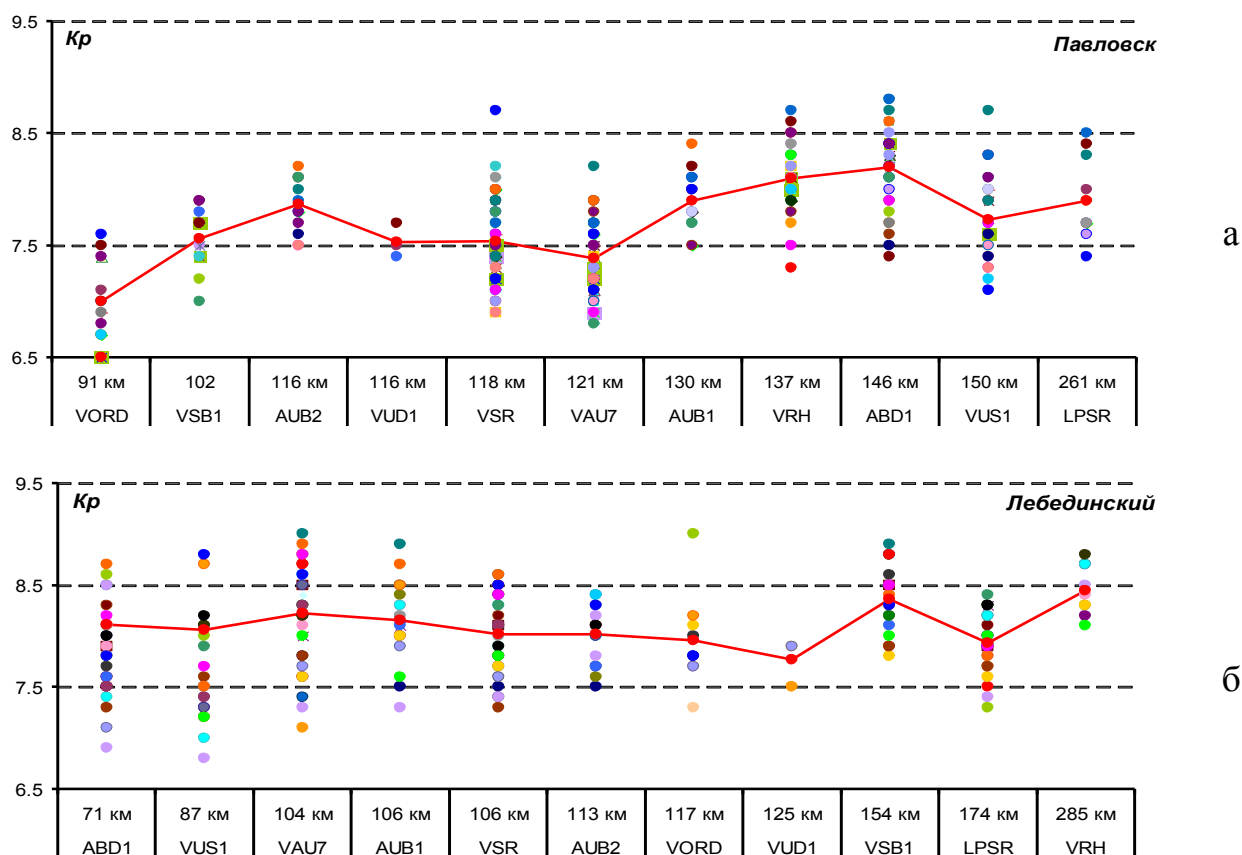 9.5
Кр
Павловск
а
8.5
7.5
6.5
91 км 102 116 км 116 км 118 км 121 км 130 км 137 км 146 км 150 км 261 км
VORD VSB1 AUB2 VUD1 VSR VAU7 AUB1 VRH ABD1 VUS1 LPSR
9.5
Кр
Лебединский
8.5
б
7.5
6.5
71 км 87 км 104 км 106 км 106 км 113 км 117 км 125 км 154 км 174 км 285 км
ABD1 VUS1 VAU7 AUB1 VSR AUB2 VORD VUD1 VSB1 LPSR VRH